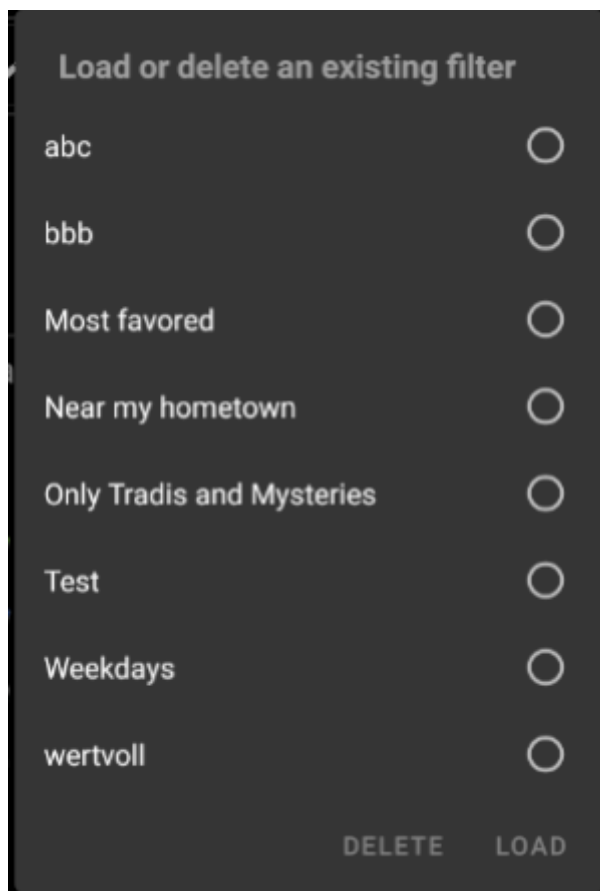 Load or delete an existing filter
abc
bbb
Most favored
Near my hometown
Only Tradis and Mysteries
Test
Weekdays
wertvoll
DELETE LOAD